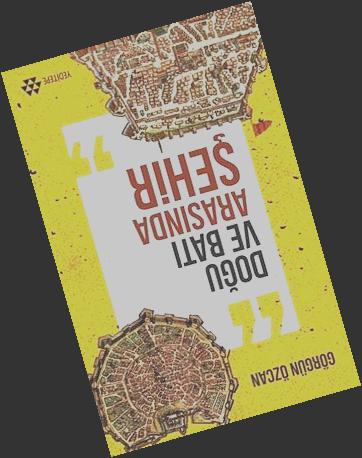 GÖRGÜN ÖZCAN
DOĞU
VE BATI
ARASINDA
ŞEHİR
YEDİTEPE